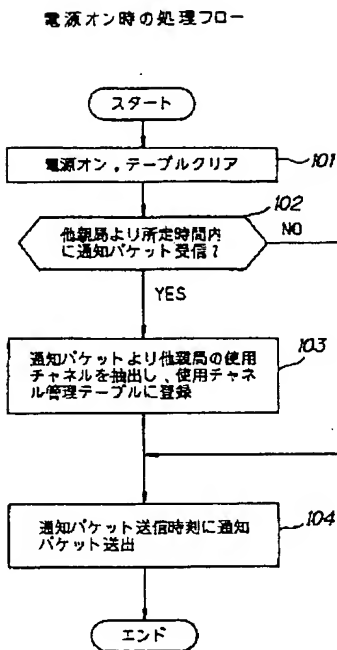 電源オン時の処理フロー
スタート
電源オン,テーブルクリア
101
102
他親局より所定時間内
に通知パケット受信?
NO
YES
103
通知パケットより他親局の使用
チャネルを抽出し、使用チャネ
ル管理テーブルに登録
通知パケット送信時刻に通知
パケット送出
104
エンド